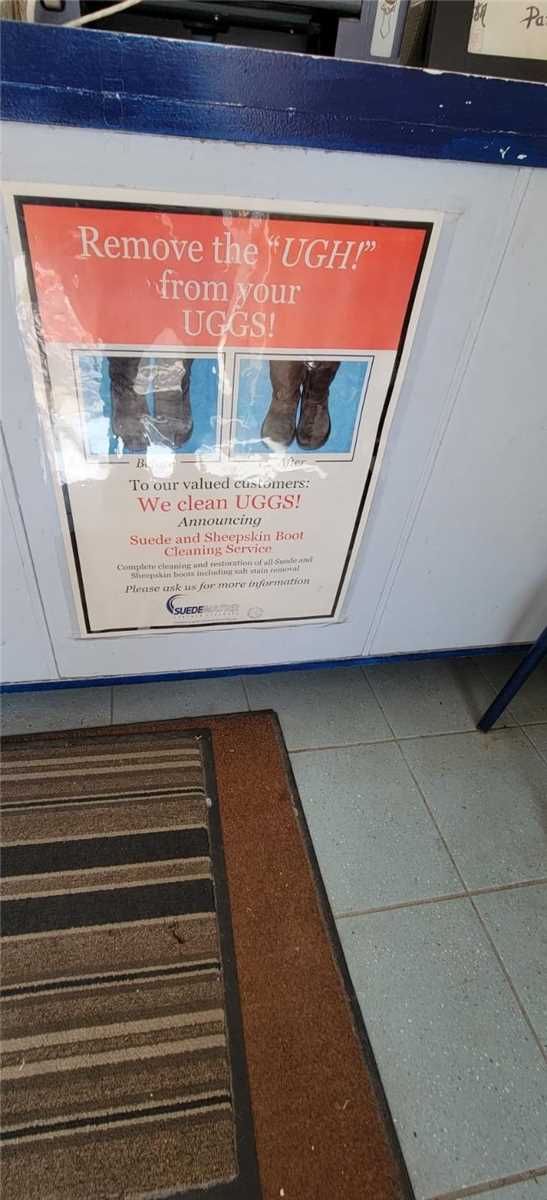 Pa
Remove the "UGH!"
from your
UGGS!
After
To our valued customers:
We clean UGGS!
Announcing
Suede and Sheepskin Boot
Cleaning Service
Complete cleaning and restoration of all Suede and
Sheepskin boots including salt stain removal
Please ask us for more information
SUEDEMASTER